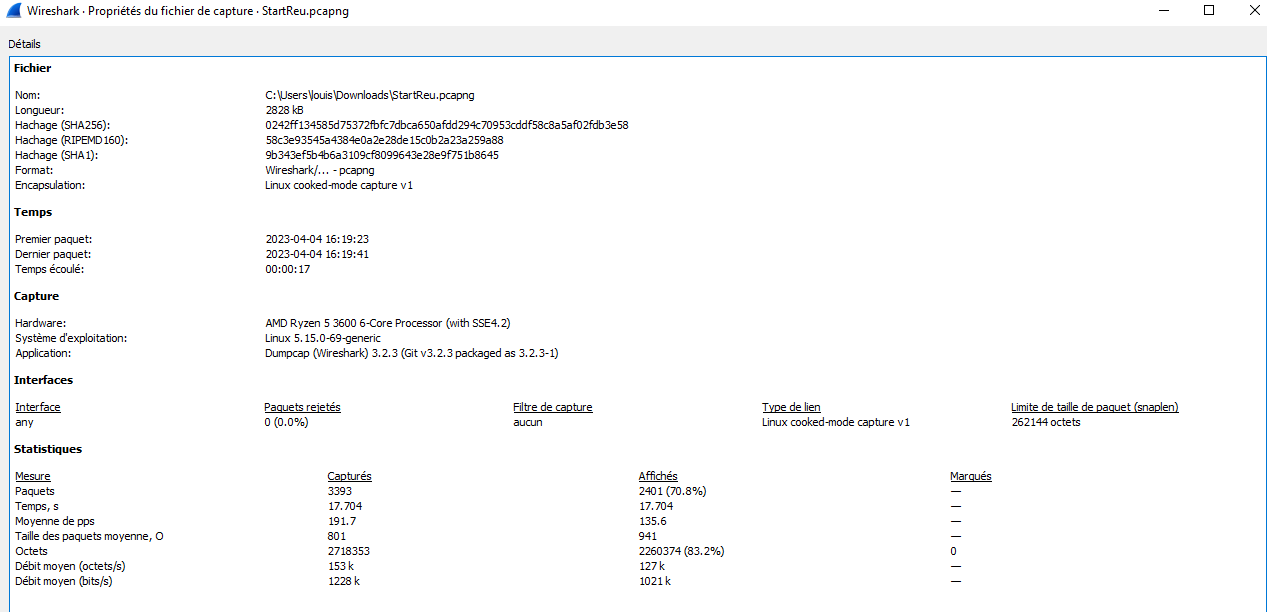 Wireshark · Propriétés du fichier de capture · StartReu.pcapng
Détails
Fichier
Nom: C:\Users\louis\Downloads\StartReu.pcapng
Longueur: 2828 kB
Hachage (SHA256): 0242ff134585d75372fbfc7dbca650afdd294c70953cddf58c8a5af02fdb3e58
Hachage (RIPEMD160): 58c3e93545a4384e0a2e28de15c0b2a23a259a88
Hachage (SHA1): 9b343ef5b4b6a3109cf8099643e28e9f751b8645
Format: Wireshark/... - pcapng
Encapsulation: Linux cooked-mode capture v1
Temps
Premier paquet: 2023-04-04 16:19:23
Dernier paquet: 2023-04-04 16:19:41
Temps écoulé: 00:00:17
Capture
Hardware: AMD Ryzen 5 3600 6-Core Processor (with SSE4.2)
Système d'exploitation: Linux 5.15.0-69-generic
Application: Dumpcap (Wireshark) 3.2.3 (Git v3.2.3 packaged as 3.2.3-1)
Interfaces
Interface Paquets rejetés Filtre de capture Type de lien Limite de taille de paquet (snaplen)
any 0 (0.0%) aucun Linux cooked-mode capture v1 262144 octets
Statistiques
Mesure Capturés Affichés Marqués
Paquets 3393 2401 (70.8%) —
Temps, s 17.704 17.704 —
Moyenne de pps 191.7 135.6 —
Taille des paquets moyenne, O 801 941 —
Octets 2718353 2260374 (83.2%) 0
Débit moyen (octets/s) 153 k 127 k —
Débit moyen (bits/s) 1228 k 1021 k —